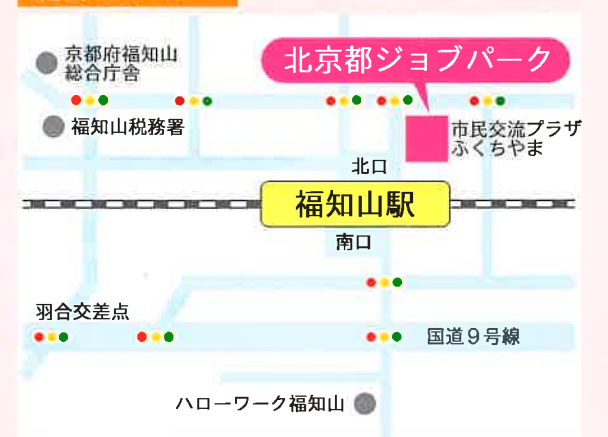 京都府福知山
総合庁舎
北京都ジョブパーク
福知山税務署
市民交流プラザ
ふくちやま
北口
福知山駅
南口
羽合交差点
国道9号線
ハローワーク福知山